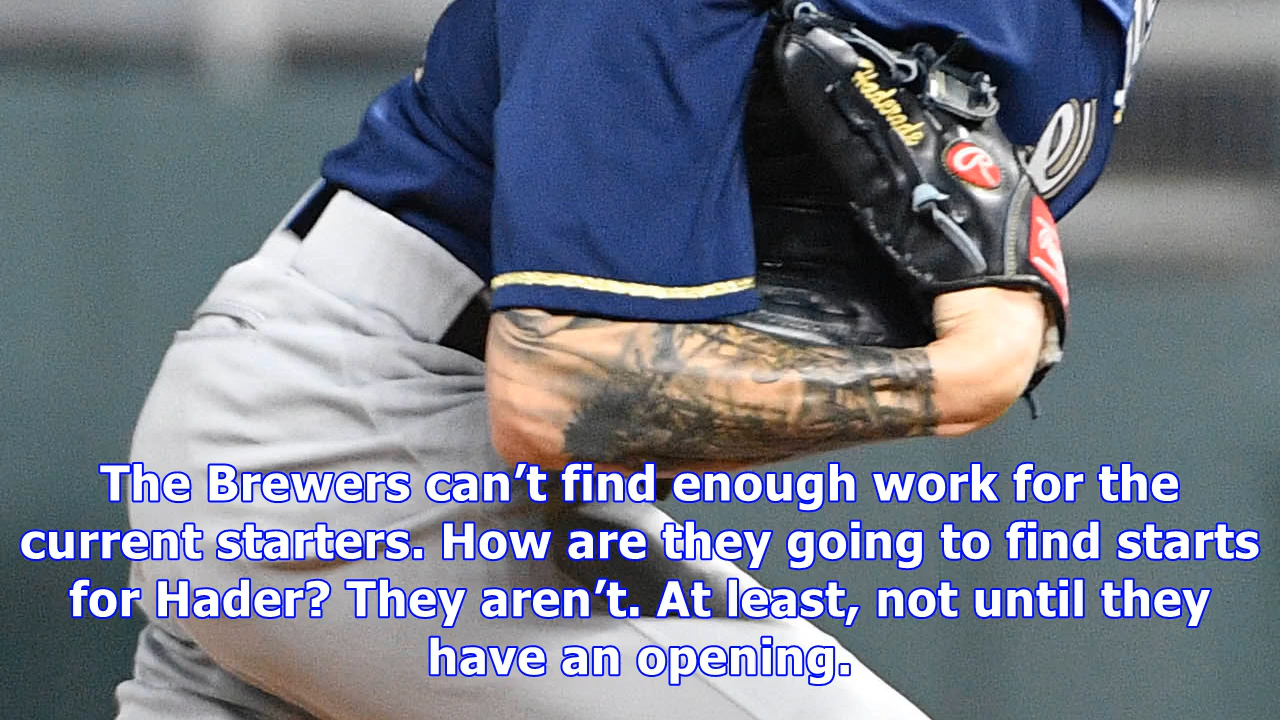 Haderade
R
e
The Brewers can’t find enough work for the
current starters. How are they going to find starts
for Hader? They aren’t. At least, not until they
have an opening.